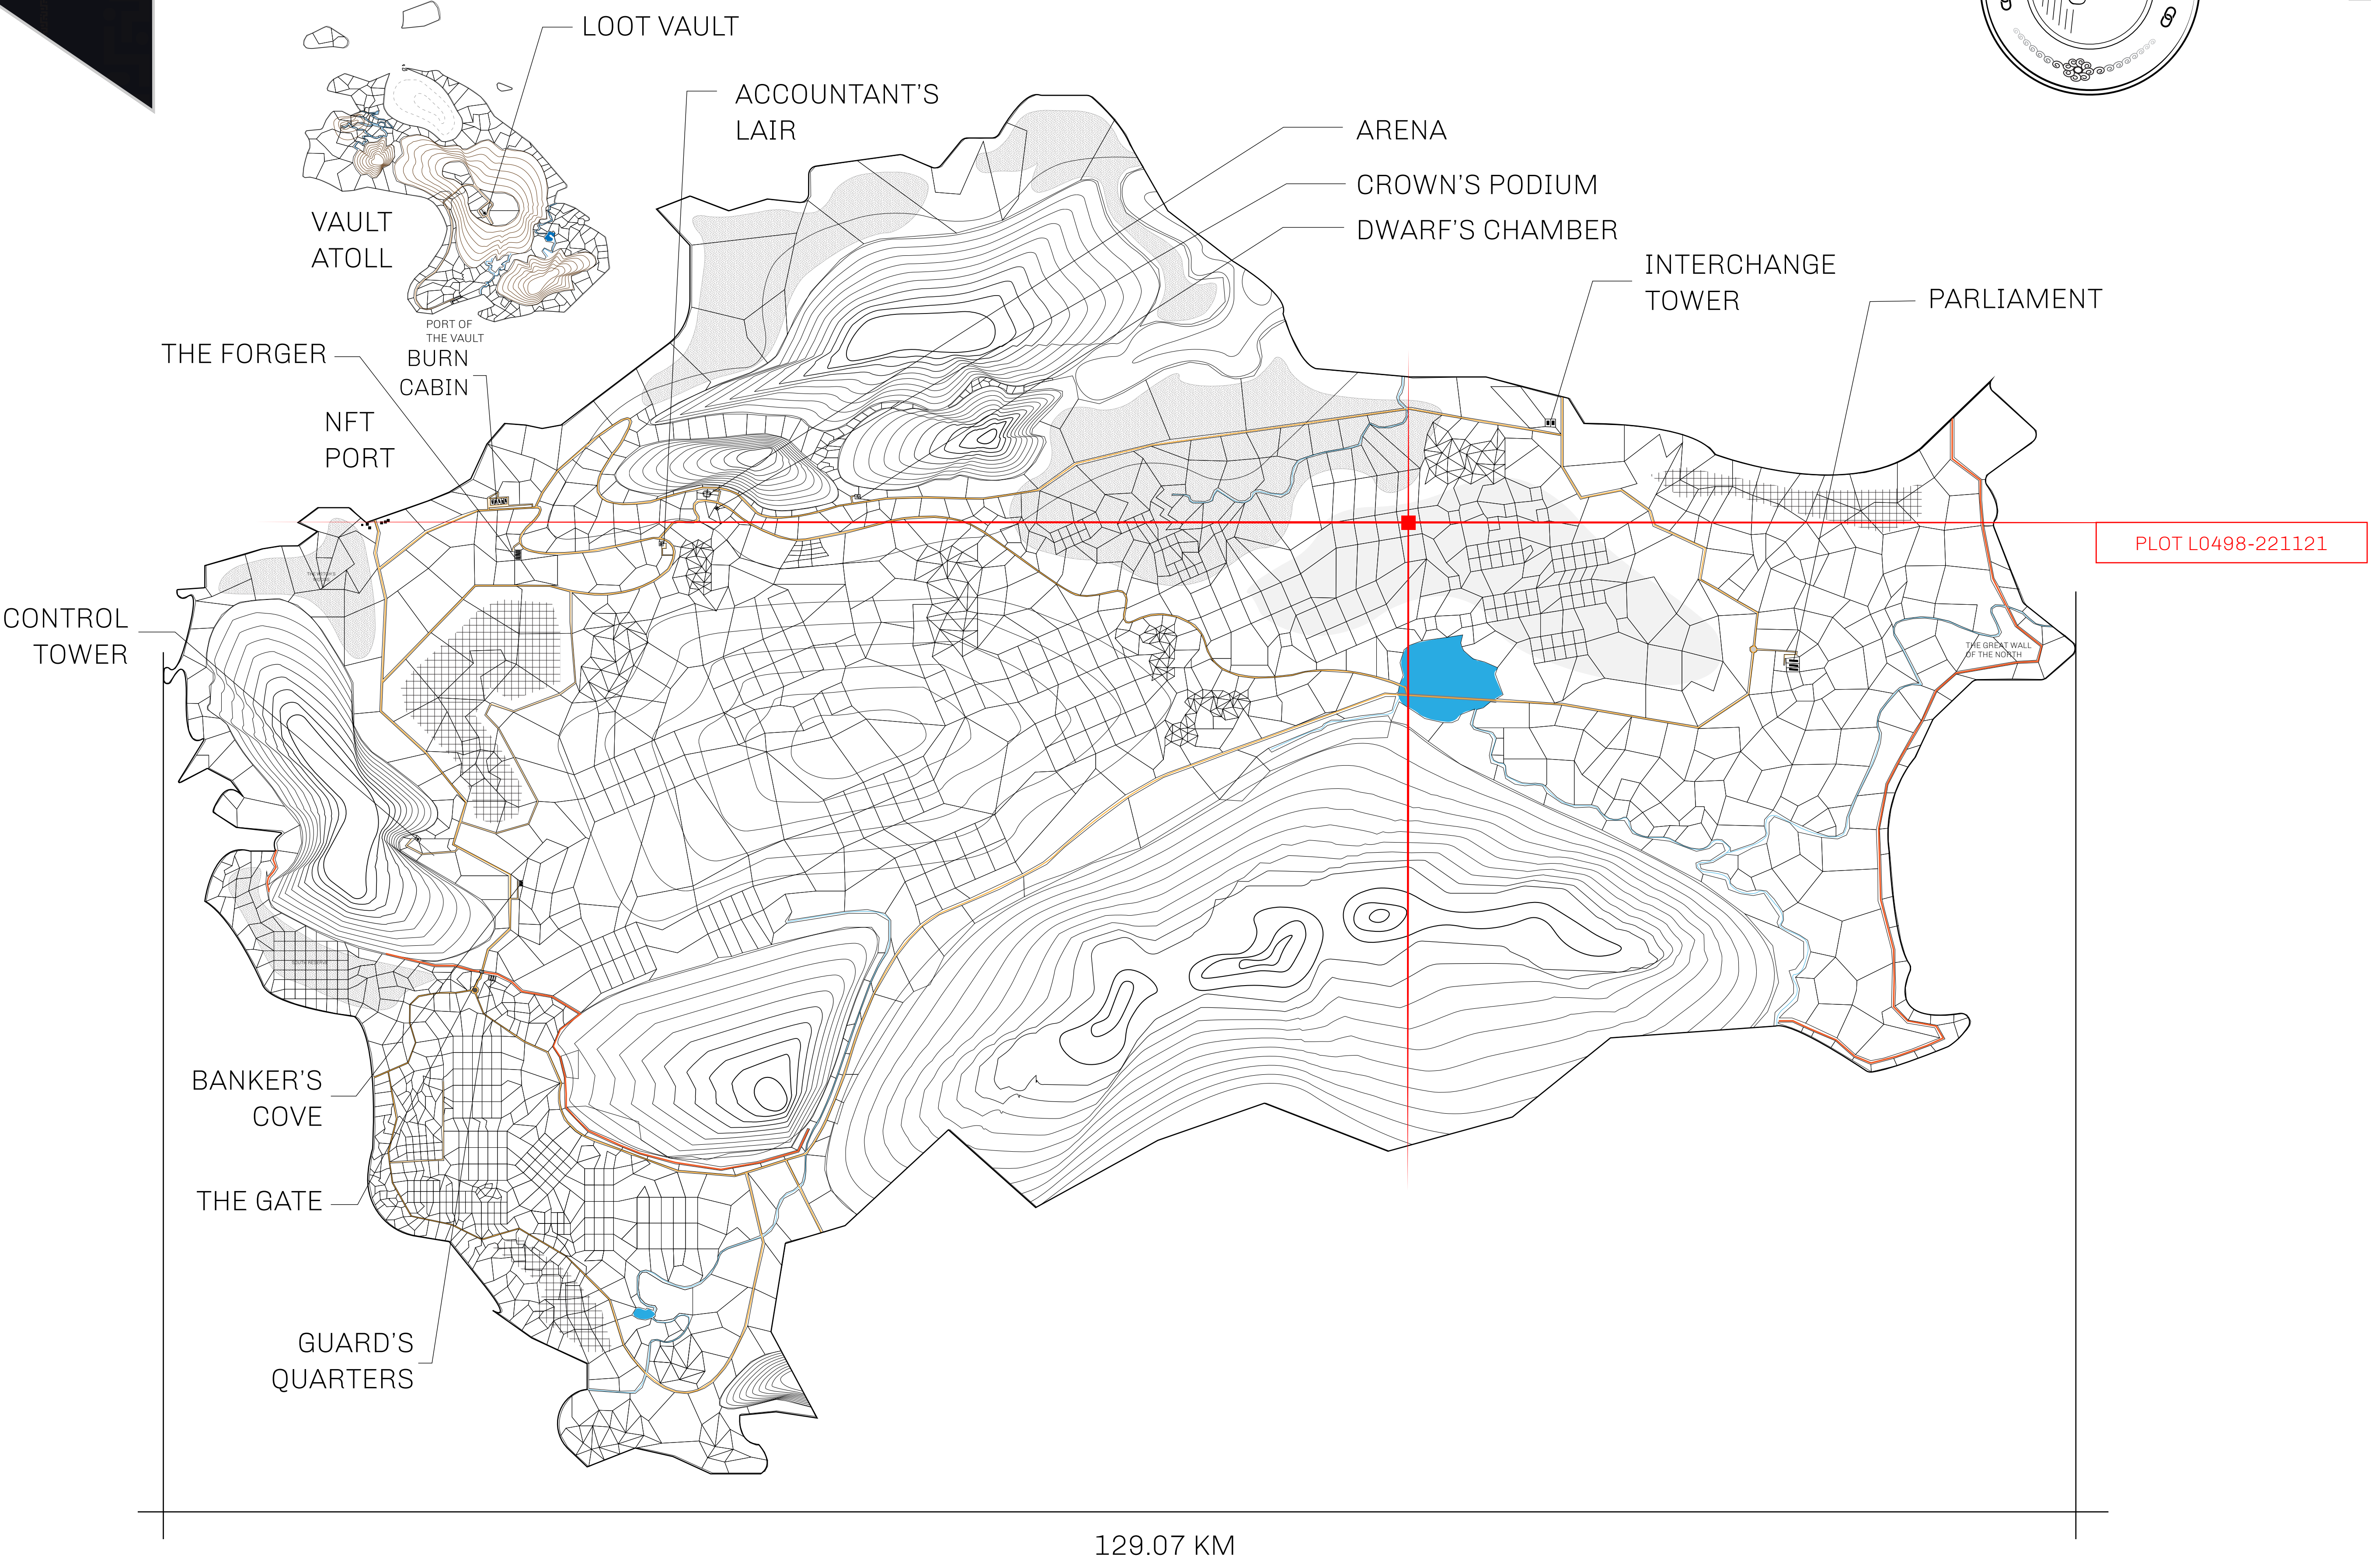 LOOT VAULT
ACCOUNTANT'S
LAIR
ARENA
CROWN'S PODIUM
DWARF'S CHAMBER
VAULT
ATOLL
INTERCHANGE
TOWER
PARLIAMENT
PORT OF
THE VAULT
THE FORGER
BURN
CABIN
NFT
PORT
PLOT L0498-221121
CONTROL
TOWER
THE GREAT WALL
OF THE NORTH
BANKER'S
COVE
THE GATE
GUARD'S
QUARTERS
129.07 KM